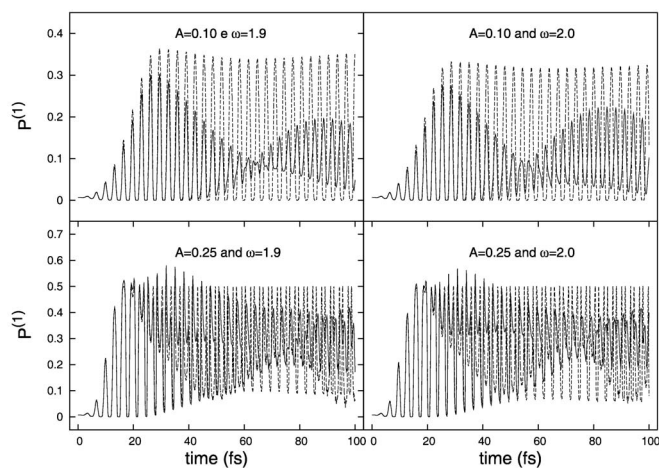 A=0.10 e ω=1.9
A=0.10 and ω=2.0
0.4
0.3
0.2
0.1
0
P(1)
A=0.25 and ω=1.9
A=0.25 and ω=2.0
0.7
0.6
0.5
0.4
0.3
0.2
0.1
0
P(1)
0 20 40 60 80 100 0 20 40 60 80 100
time (fs) time (fs)